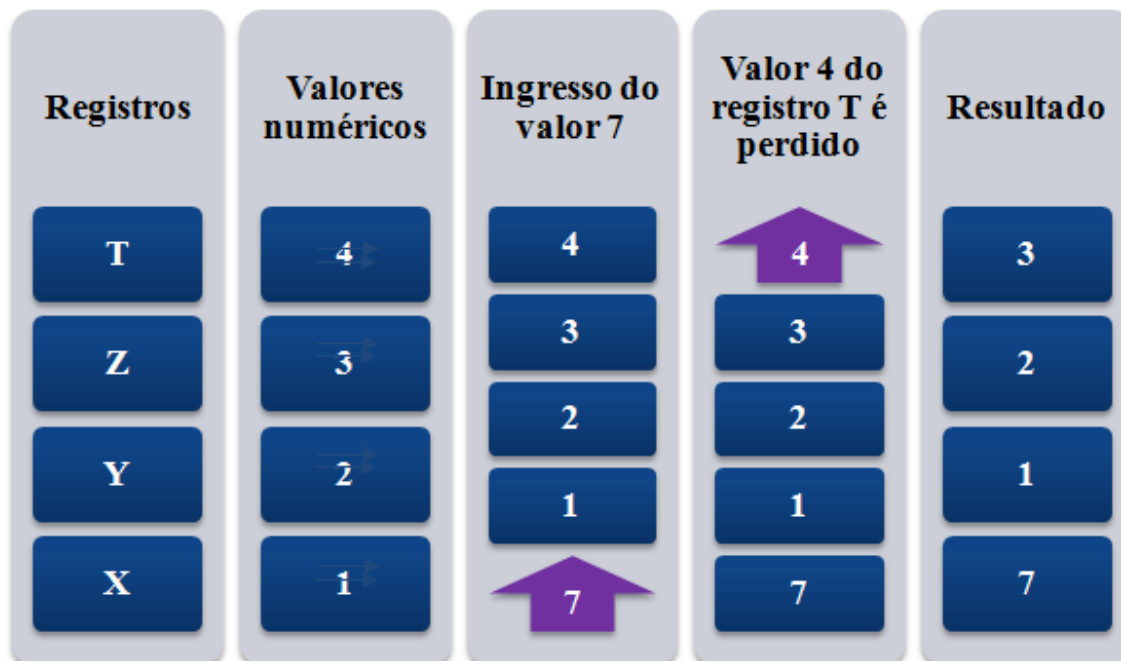 Registros
T
Z
Y
X
Valores
numéricos
4
3
2
1
Ingresso do
valor 7
4
3
2
1
7
Valor 4 do
registro T é
perdido
4
3
2
1
7
Resultado
3
2
1
7